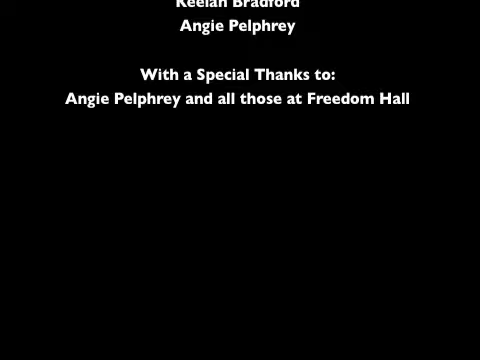 Keelan Bradford
Angie Pelphrey
With a Special Thanks to:
Angie Pelphrey and all those at Freedom Hall